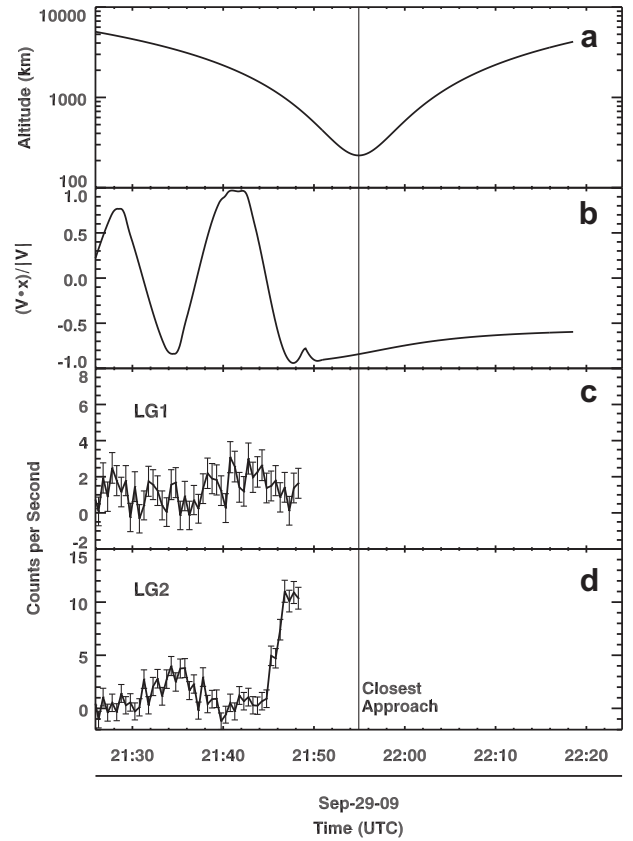 10000
a
Altitude (km)
1000
100
1.0
b
0.5
(V•x)/|V|
0.0
-0.5
-1.0
8
c
6
LG1
4
2
0
-2
Counts per Second
15
LG2
d
10
5
Closest
Approach
0
21:30 21:40 21:50 22:00 22:10 22:20
Sep-29-09
Time (UTC)